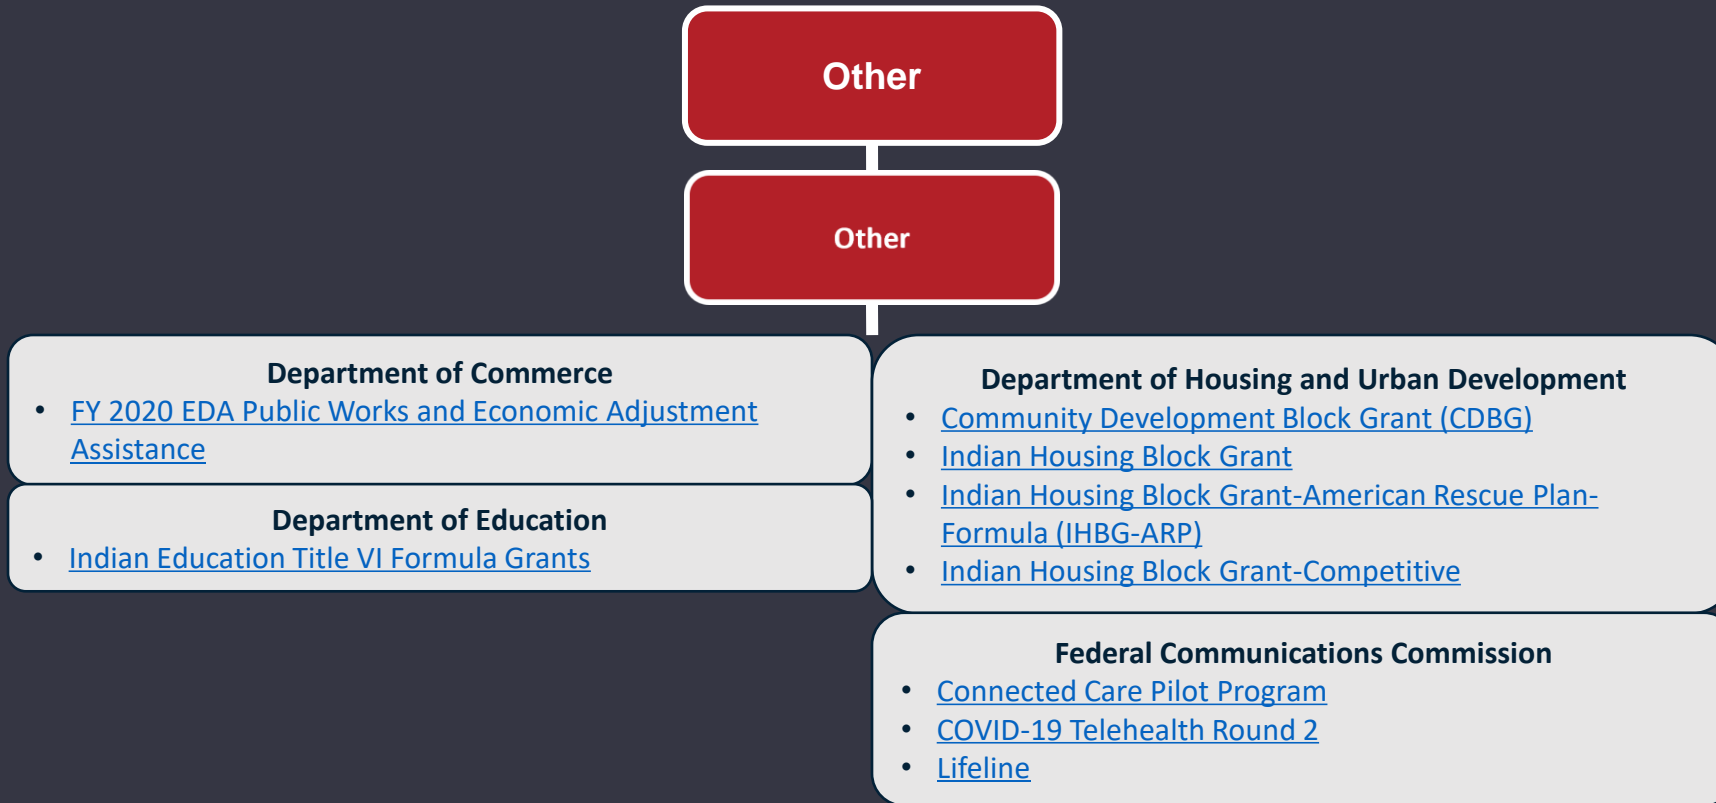 Other
Other
Department of Commerce
• FY 2020 EDA Public Works and Economic Adjustment
Assistance
Department of Education
• Indian Education Title VI Formula Grants
Department of Housing and Urban Development
• Community Development Block Grant (CDBG)
• Indian Housing Block Grant
• Indian Housing Block Grant-American Rescue Plan-
Formula (IHBG-ARP)
• Indian Housing Block Grant-Competitive
Federal Communications Commission
• Connected Care Pilot Program
• COVID-19 Telehealth Round 2
• Lifeline